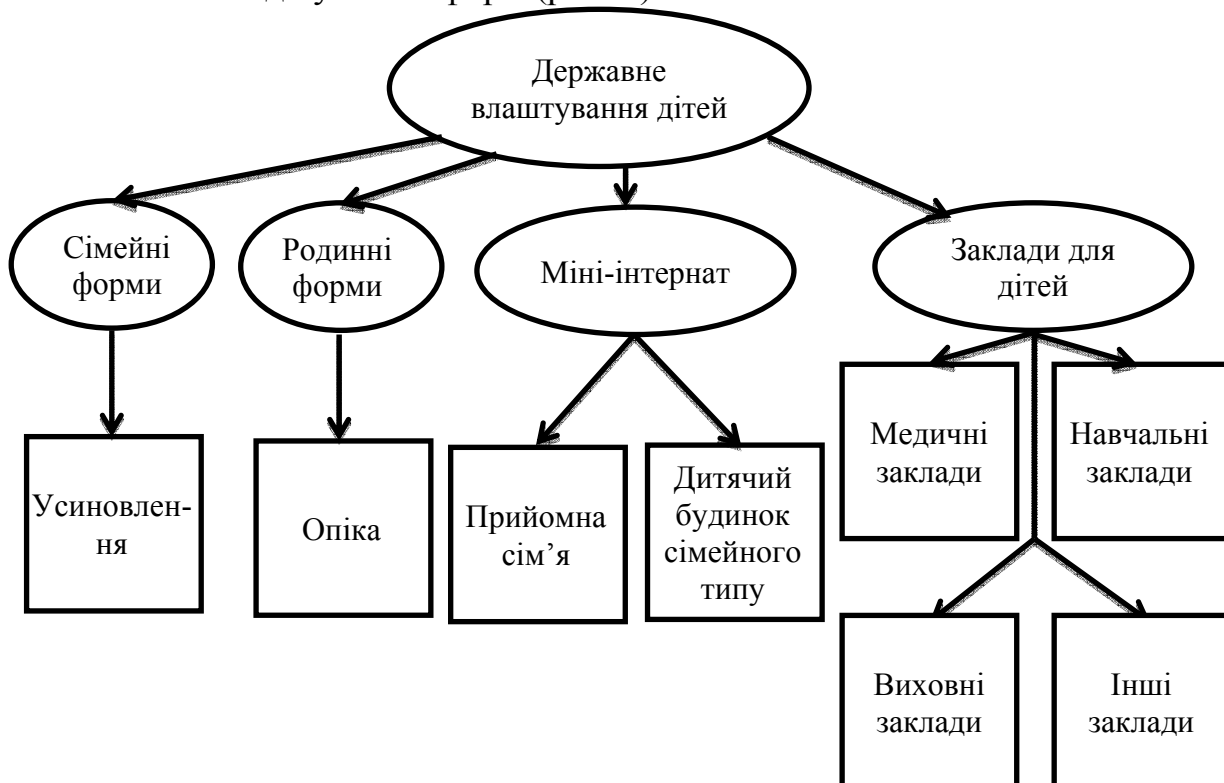 Державне
влаштування дітей
Сімейні
форми
Родинні
форми
Міні-інтернат
Заклади для
дітей
Усиновлен-
ня
Опіка
Прийомна
сім’я
Дитячий
будинок
сімейного
типу
Медичні
заклади
Навчальні
заклади
Виховні
заклади
Інші
заклади